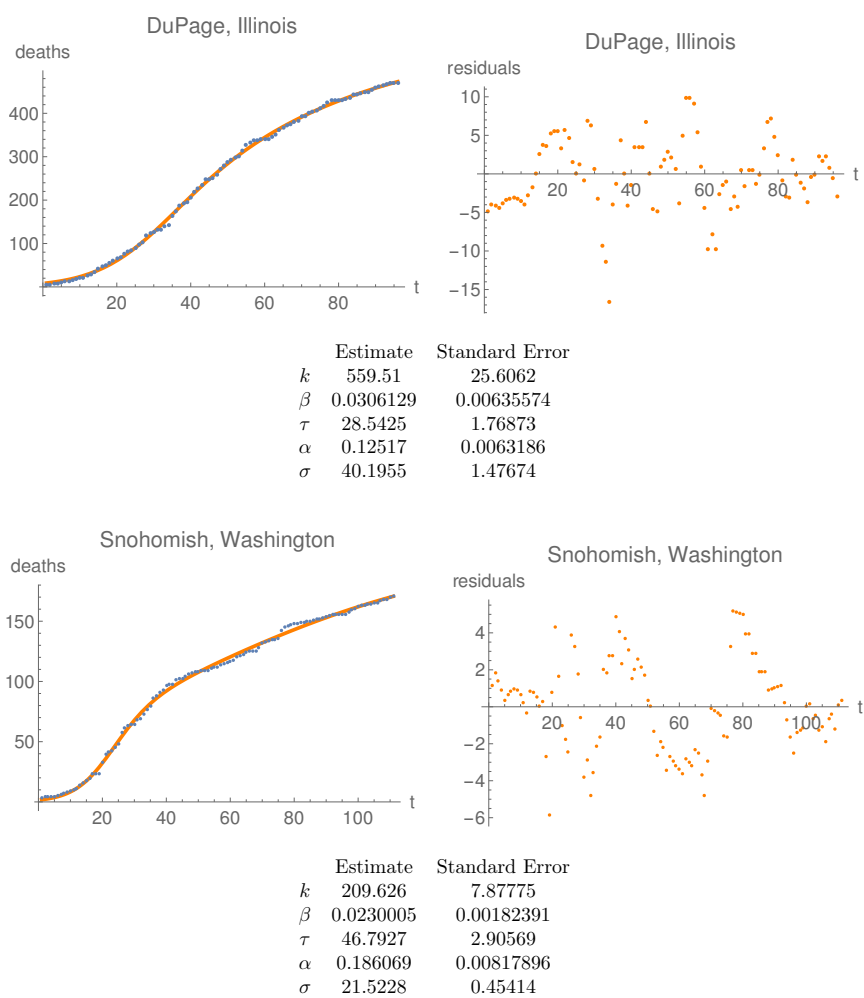 DuPage, Illinois
deaths
400
300
200
100
20 40 60 80 t
DuPage, Illinois
residuals
10
5
20 40 60 80 t
−5
−10
−15
Estimate Standard Error
k 559.51 25.6062
β 0.0306129 0.00635574
τ 28.5425 1.76873
α 0.12517 0.0063186
σ 40.1955 1.47674
Snohomish, Washington
deaths
150
100
50
20 40 60 80 100 t
Snohomish, Washington
residuals
4
2
20 40 60 80 100 t
−2
−4
−6
Estimate Standard Error
k 209.626 7.87775
β 0.0230005 0.00182391
τ 46.7927 2.90569
α 0.186069 0.00817896
σ 21.5228 0.45414